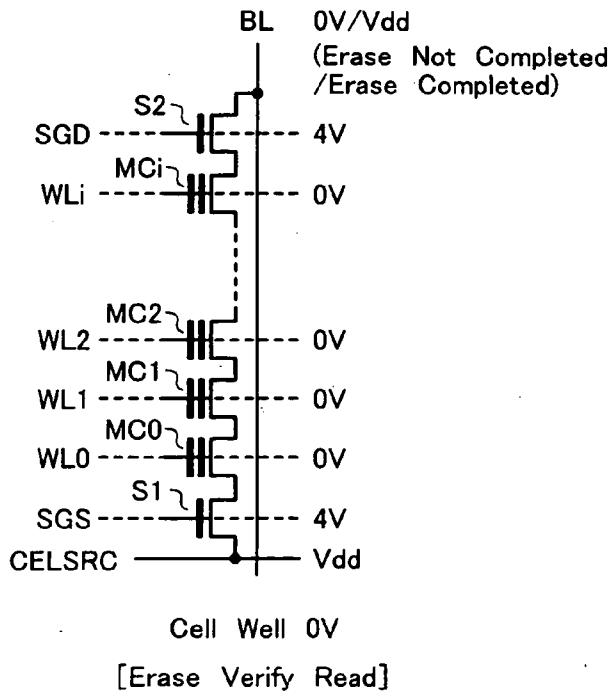 BL 0V/Vdd
(Erase Not Completed
/Erase Completed)
S2
SGD 4V
MCi
WLi 0V
MC2
WL2 0V
MC1
WL1 0V
MC0
WL0 0V
S1
SGS 4V
CELSRC Vdd
Cell Well 0V
[Erase Verify Read]